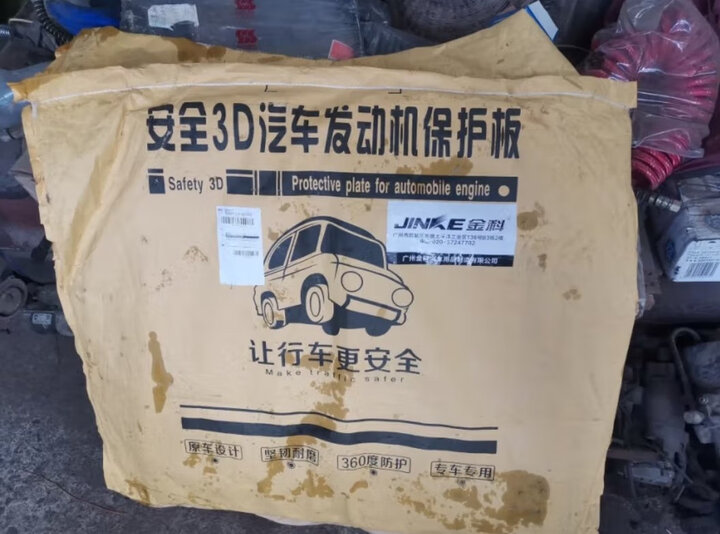 安全3D汽车发动机保护板
Safety 3D Protective plate for automobile engine
JINKE金科
让行车更安全
Make traffic safer
原车设计 坚韧耐磨 360度防护 专车专用